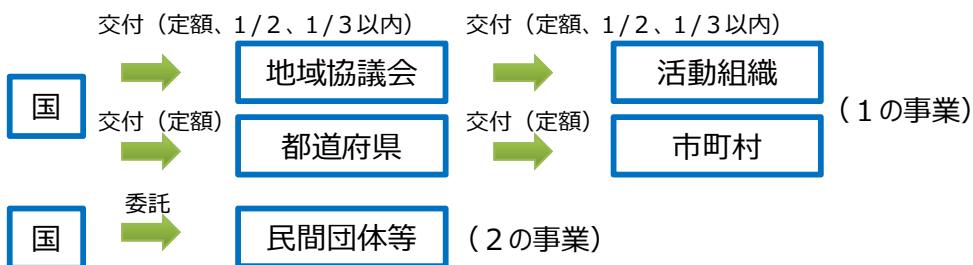 交付（定額、１/２、１/３以内） 交付（定額、１/２、１/３以内）
国 地域協議会 活動組織 （１の事業）
交付（定額） 交付（定額）
都道府県 市町村
委託
国 民間団体等 （２の事業）